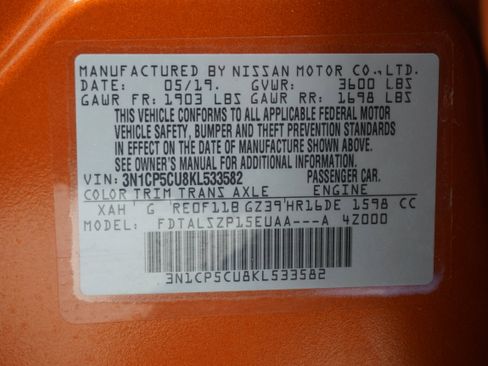 MANUFACTURED BY NISSAN MOTOR CO.,LTD.
DATE: 05/19. GVWR: 3600 LBS
GAWR FR: 1903 LBS GAWR RR: 1698 LBS
THIS VEHICLE CONFORMS TO ALL APPLICABLE FEDERAL MOTOR
VEHICLE SAFETY, BUMPER AND THEFT PREVENTION STANDARDS
IN EFFECT ON THE DATE OF MANUFACTURE SHOWN ABOVE.
SEE OWNER'S MANUAL FOR ADDITIONAL INFORMATION.
VIN: 3N1CP5CU8KL533582 PASSENGER CAR.
COLOR TRIM TRANS AXLE ENGINE
XAH G RE0F11B GZ39 HR16DE 1598 CC
MODEL: FDTALSZP15EUAA---A 4Z000
3N1CP5CU8KL533582